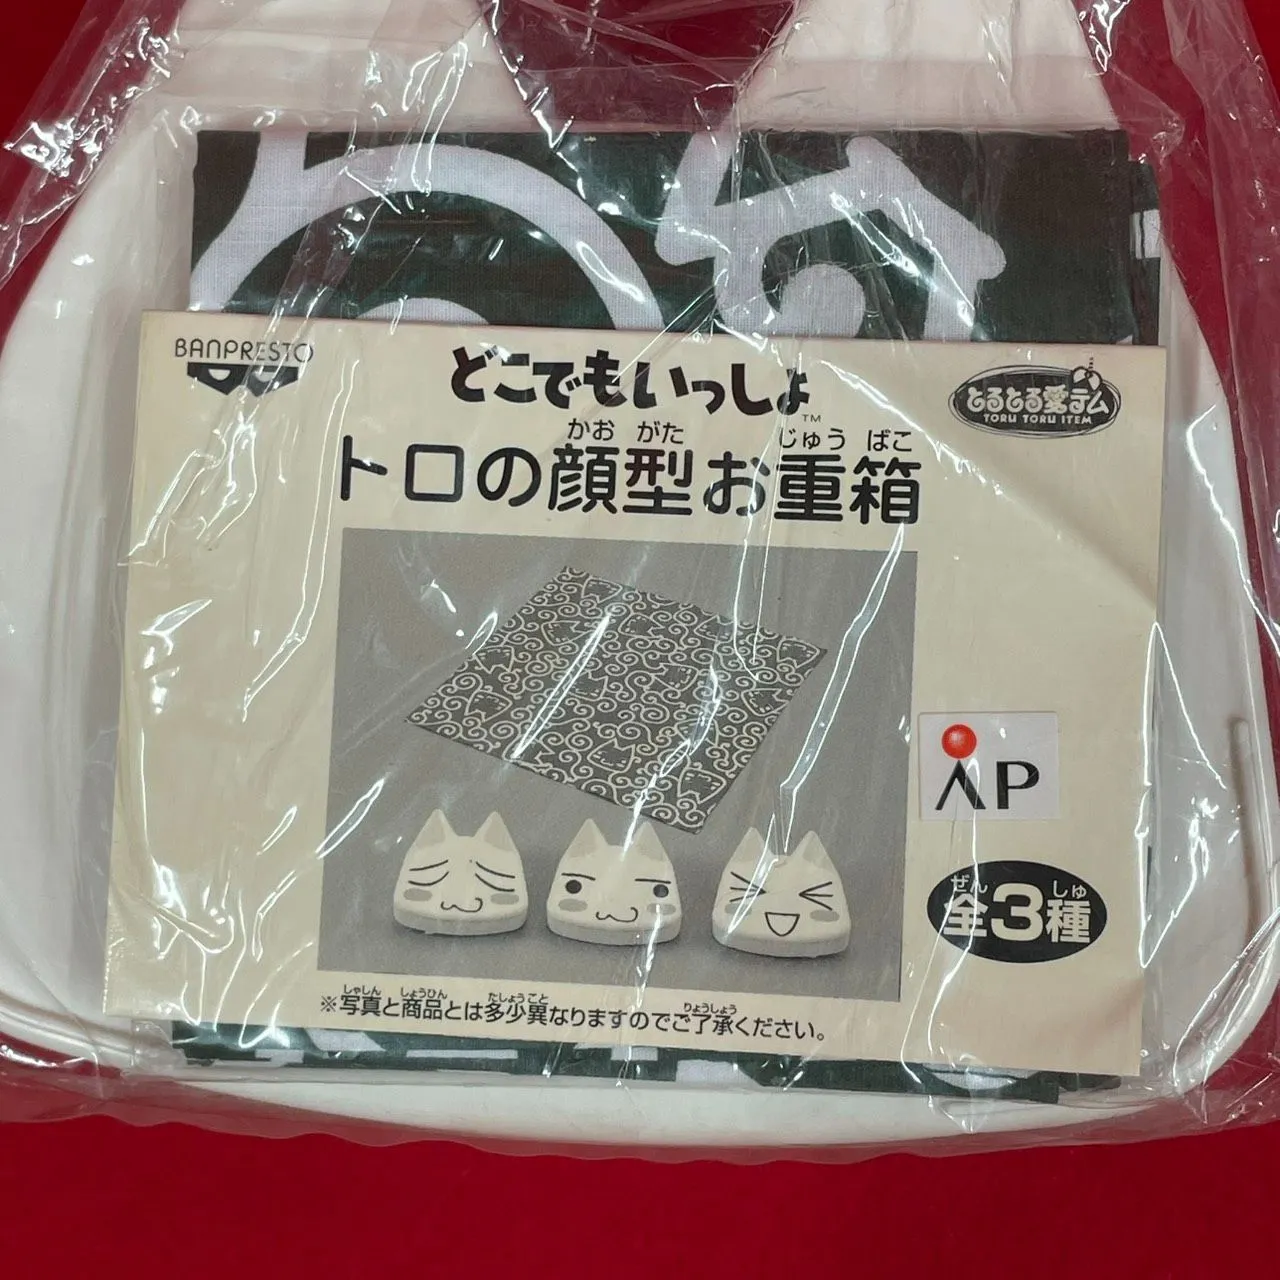 BANPRESTO
どこでもいっしょ™
とるとる愛テム
TORU TORU ITEM
かお がた じゅう ばこ
トロの顔型お重箱
AP
ぜん しゅ
全3種
しゃしん しょうひん たしょうこと りょうしょう
※写真と商品とは多少異なりますのでご了承ください。